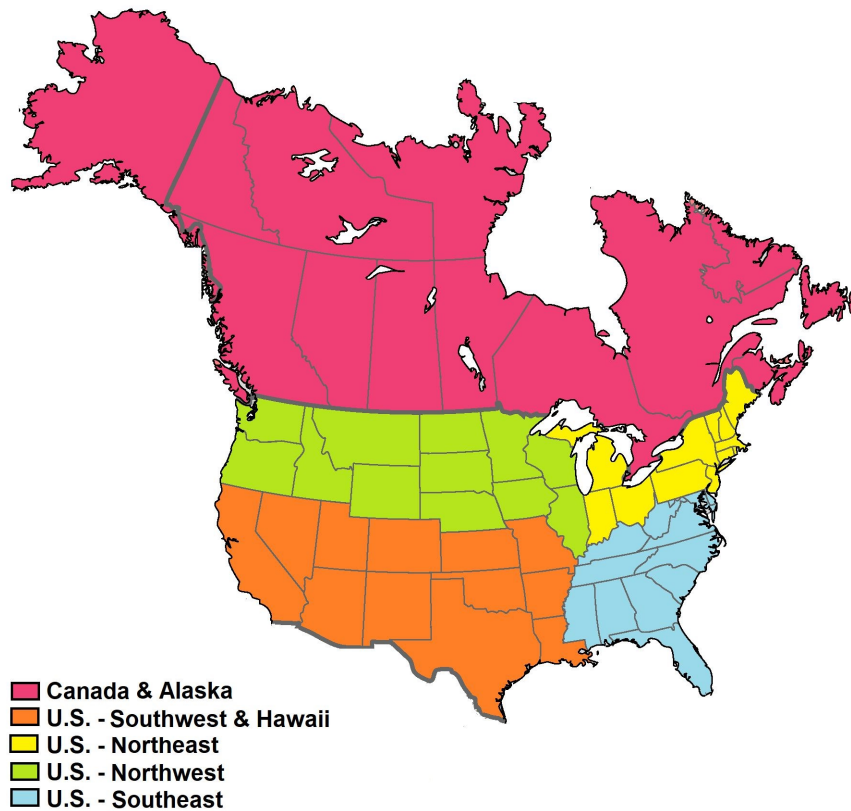 Canada & Alaska
U.S. - Southwest & Hawaii
U.S. - Northeast
U.S. - Northwest
U.S. - Southeast